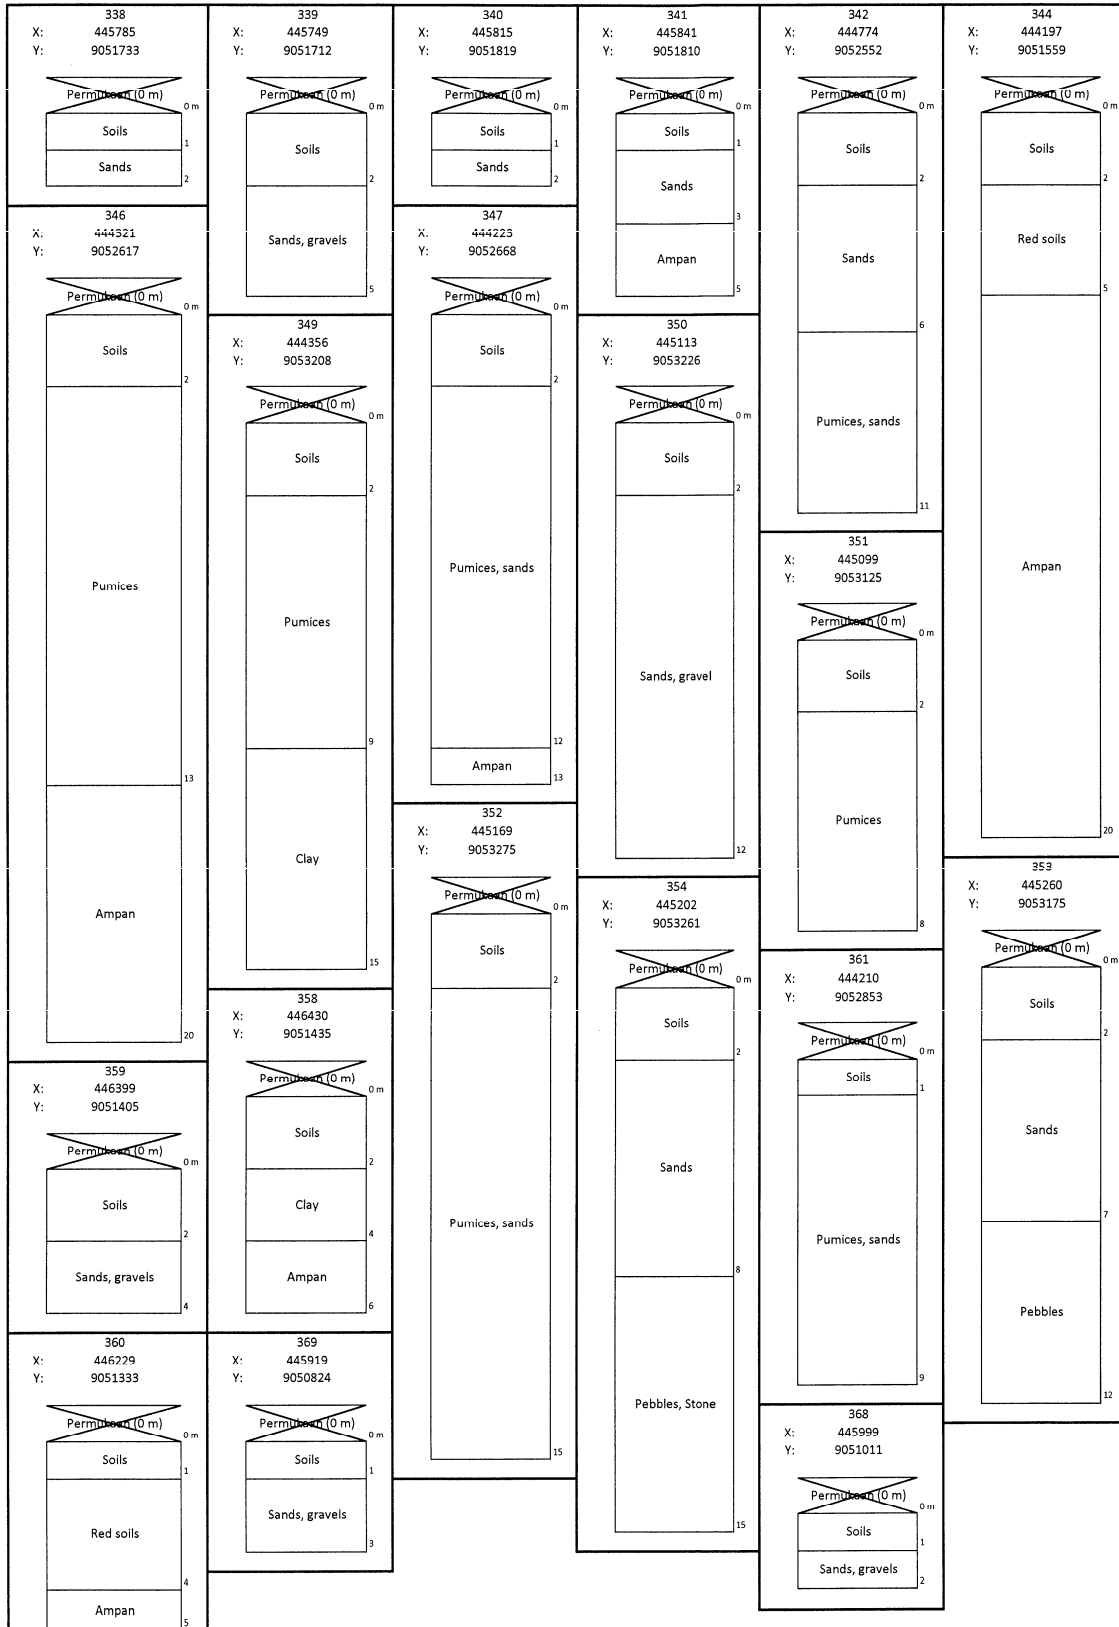 338
X: 445785
Y: 9051733
Permukaan (0 m)
0 m
Soils
1
Sands
2
339
X: 445749
Y: 9051712
Permukaan (0 m)
0 m
Soils
2
Sands, gravels
5
340
X: 445815
Y: 9051819
Permukaan (0 m)
0 m
Soils
1
Sands
2
341
X: 445841
Y: 9051810
Permukaan (0 m)
0 m
Soils
1
Sands
3
Ampan
5
342
X: 444774
Y: 9052552
Permukaan (0 m)
0 m
Soils
2
Sands
6
Pumices, sands
11
344
X: 444197
Y: 9051559
Permukaan (0 m)
0 m
Soils
2
Red soils
5
Ampan
20
346
X: 444321
Y: 9052617
Permukaan (0 m)
0 m
Soils
2
Pumices
13
Ampan
20
347
X: 444223
Y: 9052668
Permukaan (0 m)
0 m
Soils
2
Pumices, sands
12
Ampan
13
349
X: 444356
Y: 9053208
Permukaan (0 m)
0 m
Soils
2
Pumices
9
Clay
15
350
X: 445113
Y: 9053226
Permukaan (0 m)
0 m
Soils
2
Sands, gravel
12
351
X: 445099
Y: 9053125
Permukaan (0 m)
0 m
Soils
2
Pumices
8
352
X: 445169
Y: 9053275
Permukaan (0 m)
0 m
Soils
2
Pumices, sands
15
353
X: 445260
Y: 9053175
Permukaan (0 m)
0 m
Soils
2
Sands
7
Pebbles
12
354
X: 445202
Y: 9053261
Permukaan (0 m)
0 m
Soils
2
Sands
8
Pebbles, Stone
15
361
X: 444210
Y: 9052853
Permukaan (0 m)
0 m
Soils
1
Pumices, sands
9
358
X: 446430
Y: 9051435
Permukaan (0 m)
0 m
Soils
2
Clay
4
Ampan
6
359
X: 446399
Y: 9051405
Permukaan (0 m)
0 m
Soils
2
Sands, gravels
4
360
X: 446229
Y: 9051333
Permukaan (0 m)
0 m
Soils
1
Red soils
4
Ampan
5
369
X: 445919
Y: 9050824
Permukaan (0 m)
0 m
Soils
1
Sands, gravels
3
368
X: 445999
Y: 9051011
Permukaan (0 m)
0 m
Soils
1
Sands, gravels
2